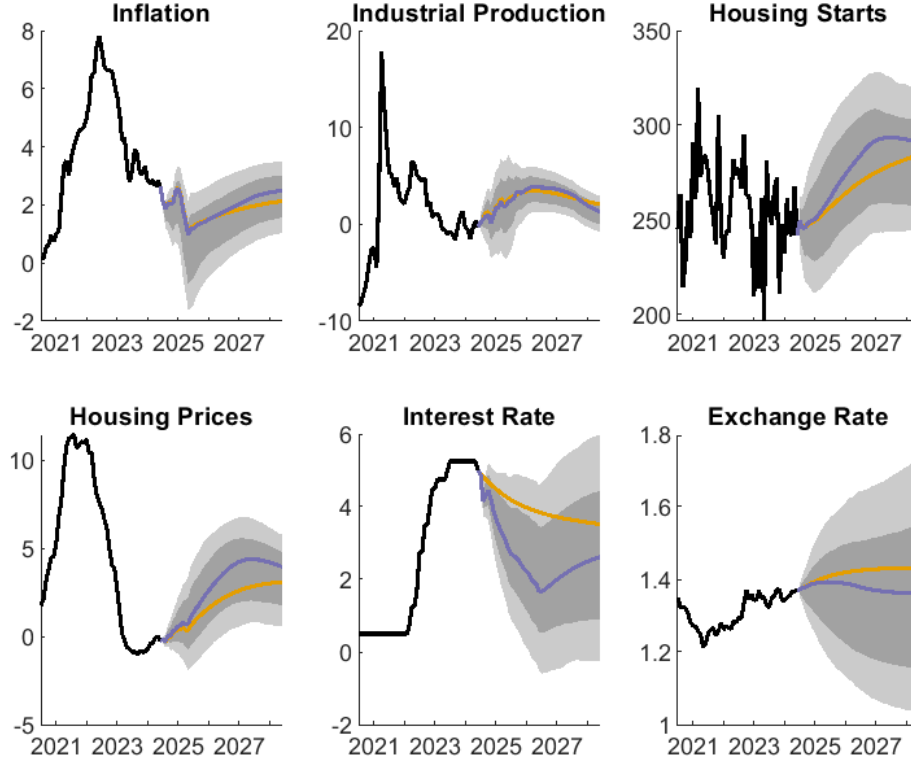 Inflation
8
6
4
2
0
-2
2021 2023 2025 2027
Industrial Production
20
10
0
-10
2021 2023 2025 2027
Housing Starts
350
300
250
200
2021 2023 2025 2027
Housing Prices
10
5
0
-5
2021 2023 2025 2027
Interest Rate
6
4
2
0
-2
2021 2023 2025 2027
Exchange Rate
1.8
1.6
1.4
1.2
1
2021 2023 2025 2027